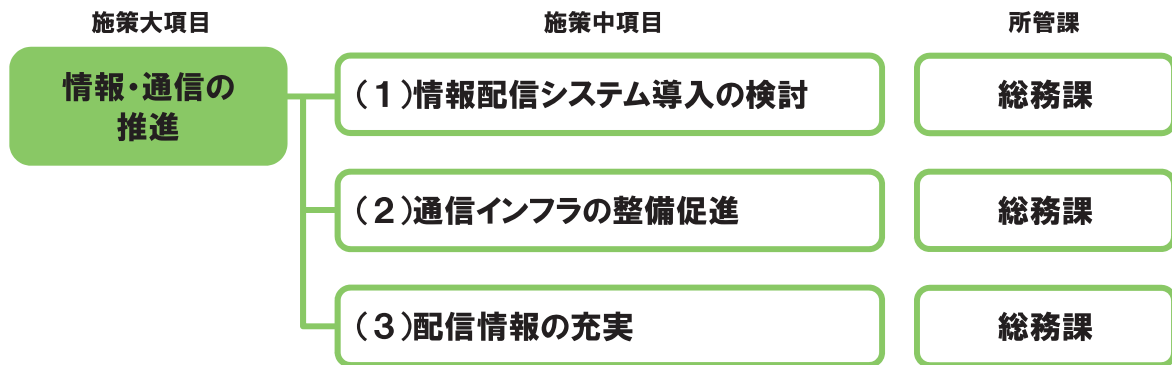 施策大項目
施策中項目
所管課
情報・通信の
推進
（1）情報配信システム導入の検討
総務課
（2）通信インフラの整備促進
総務課
（3）配信情報の充実
総務課